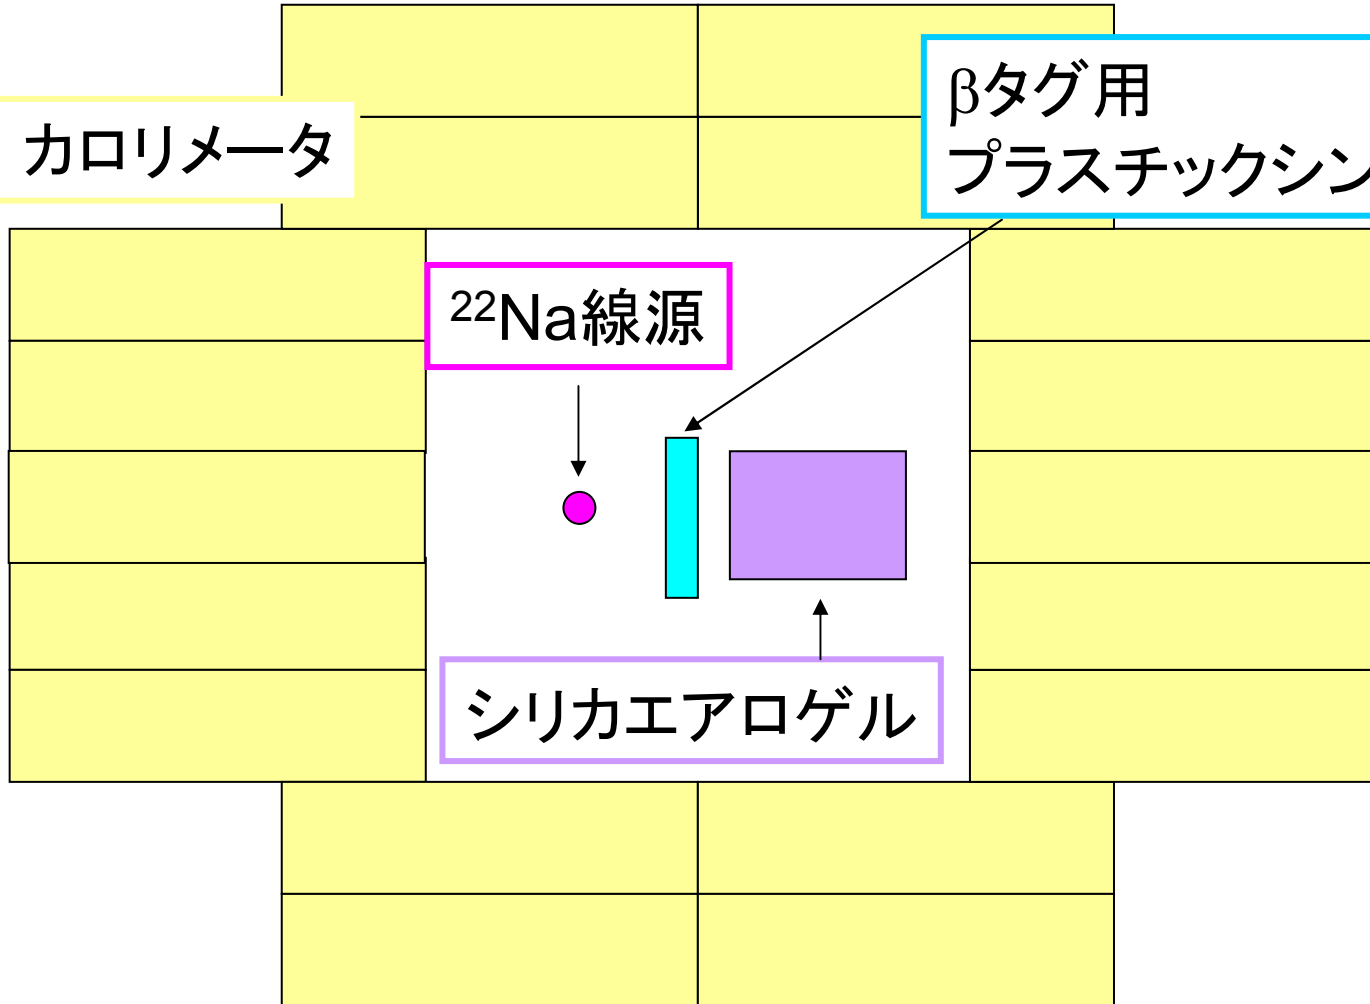 カロリメータ
βタグ用
プラスチックシン
²²Na線源
シリカエアロゲル